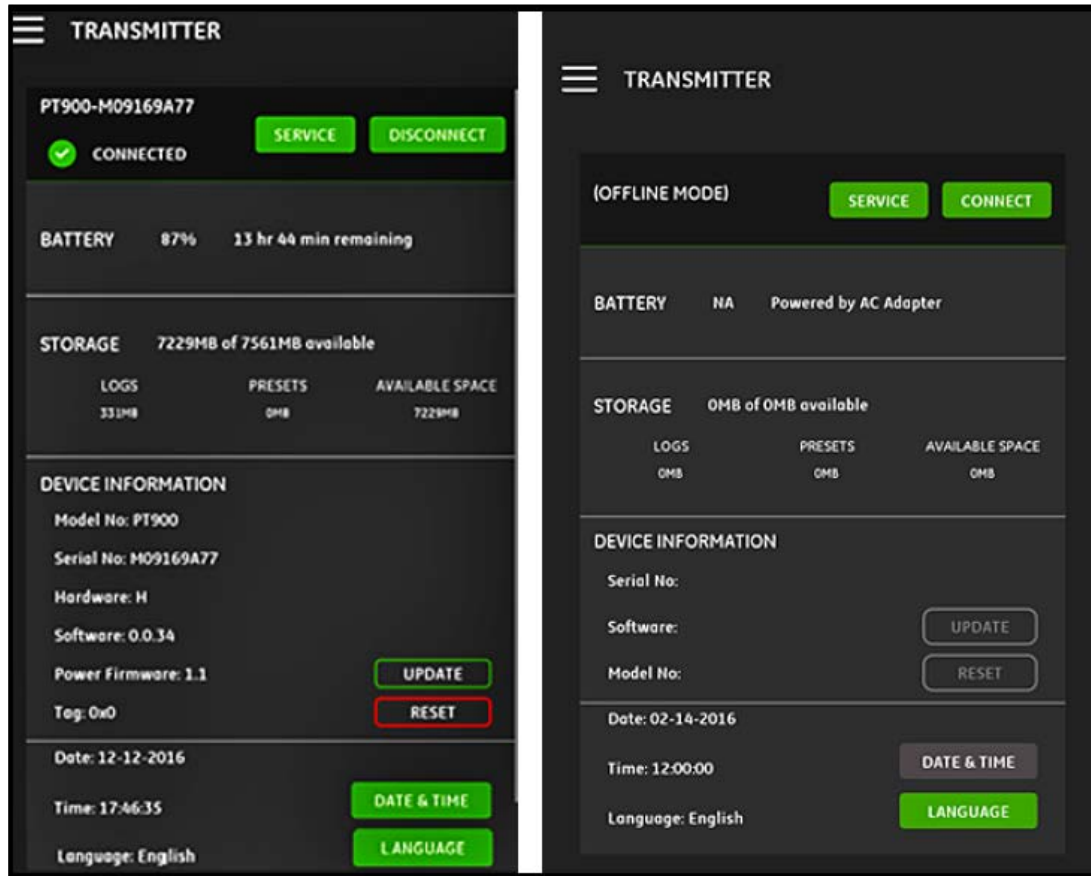 TRANSMITTER
PT900-M09169A77
CONNECTED
SERVICE
DISCONNECT
BATTERY 87% 13 hr 44 min remaining
STORAGE 7229MB of 7561MB available
LOGS PRESETS AVAILABLE SPACE
331MB 0MB 7229MB
DEVICE INFORMATION
Model No: PT900
Serial No: M09169A77
Hardware: H
Software: 0.0.34
Power Firmware: 1.1 UPDATE
Tag: 0x0 RESET
Date: 12-12-2016
Time: 17:46:35 DATE & TIME
Language: English LANGUAGE
TRANSMITTER
(OFFLINE MODE) SERVICE CONNECT
BATTERY NA Powered by AC Adapter
STORAGE 0MB of 0MB available
LOGS PRESETS AVAILABLE SPACE
0MB 0MB 0MB
DEVICE INFORMATION
Serial No:
Software: UPDATE
Model No: RESET
Date: 02-14-2016
Time: 12:00:00 DATE & TIME
Language: English LANGUAGE